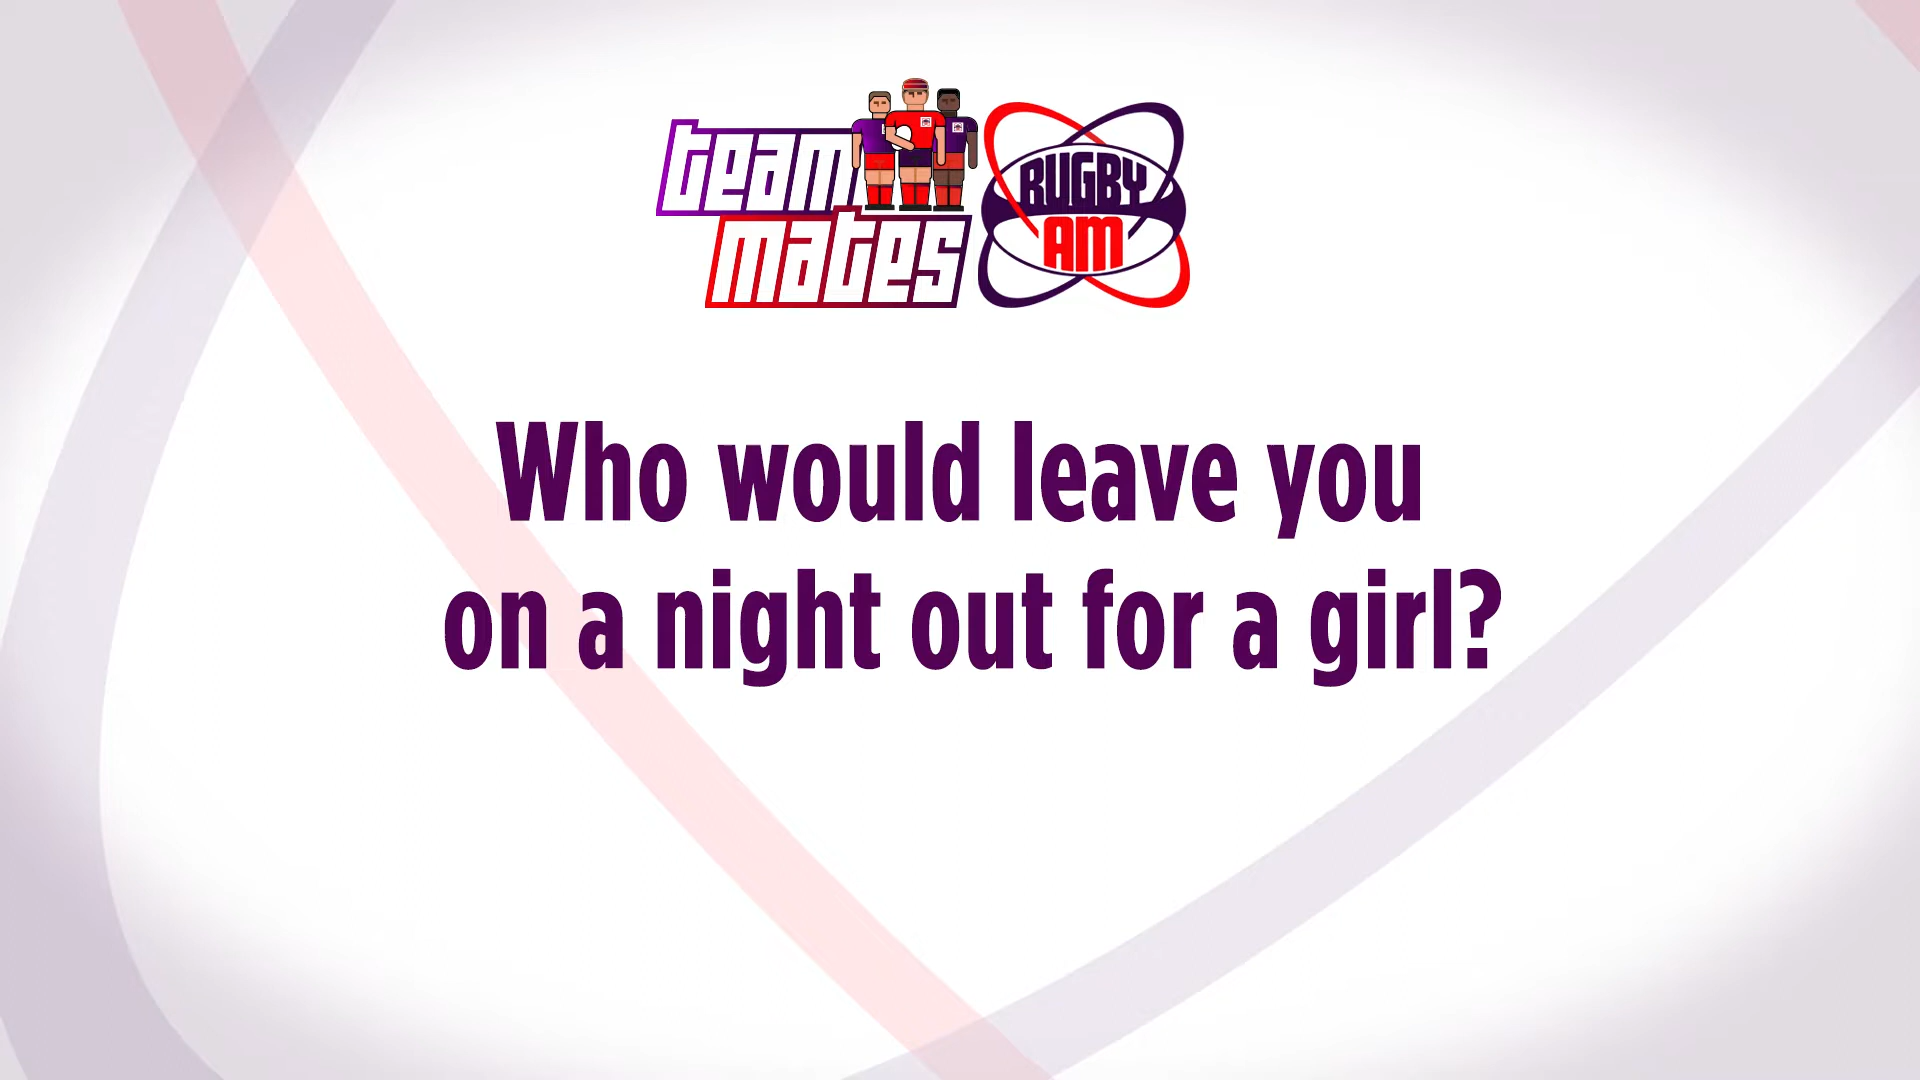 team
mates
RUGBY
AM
Who would leave you
on a night out for a girl?